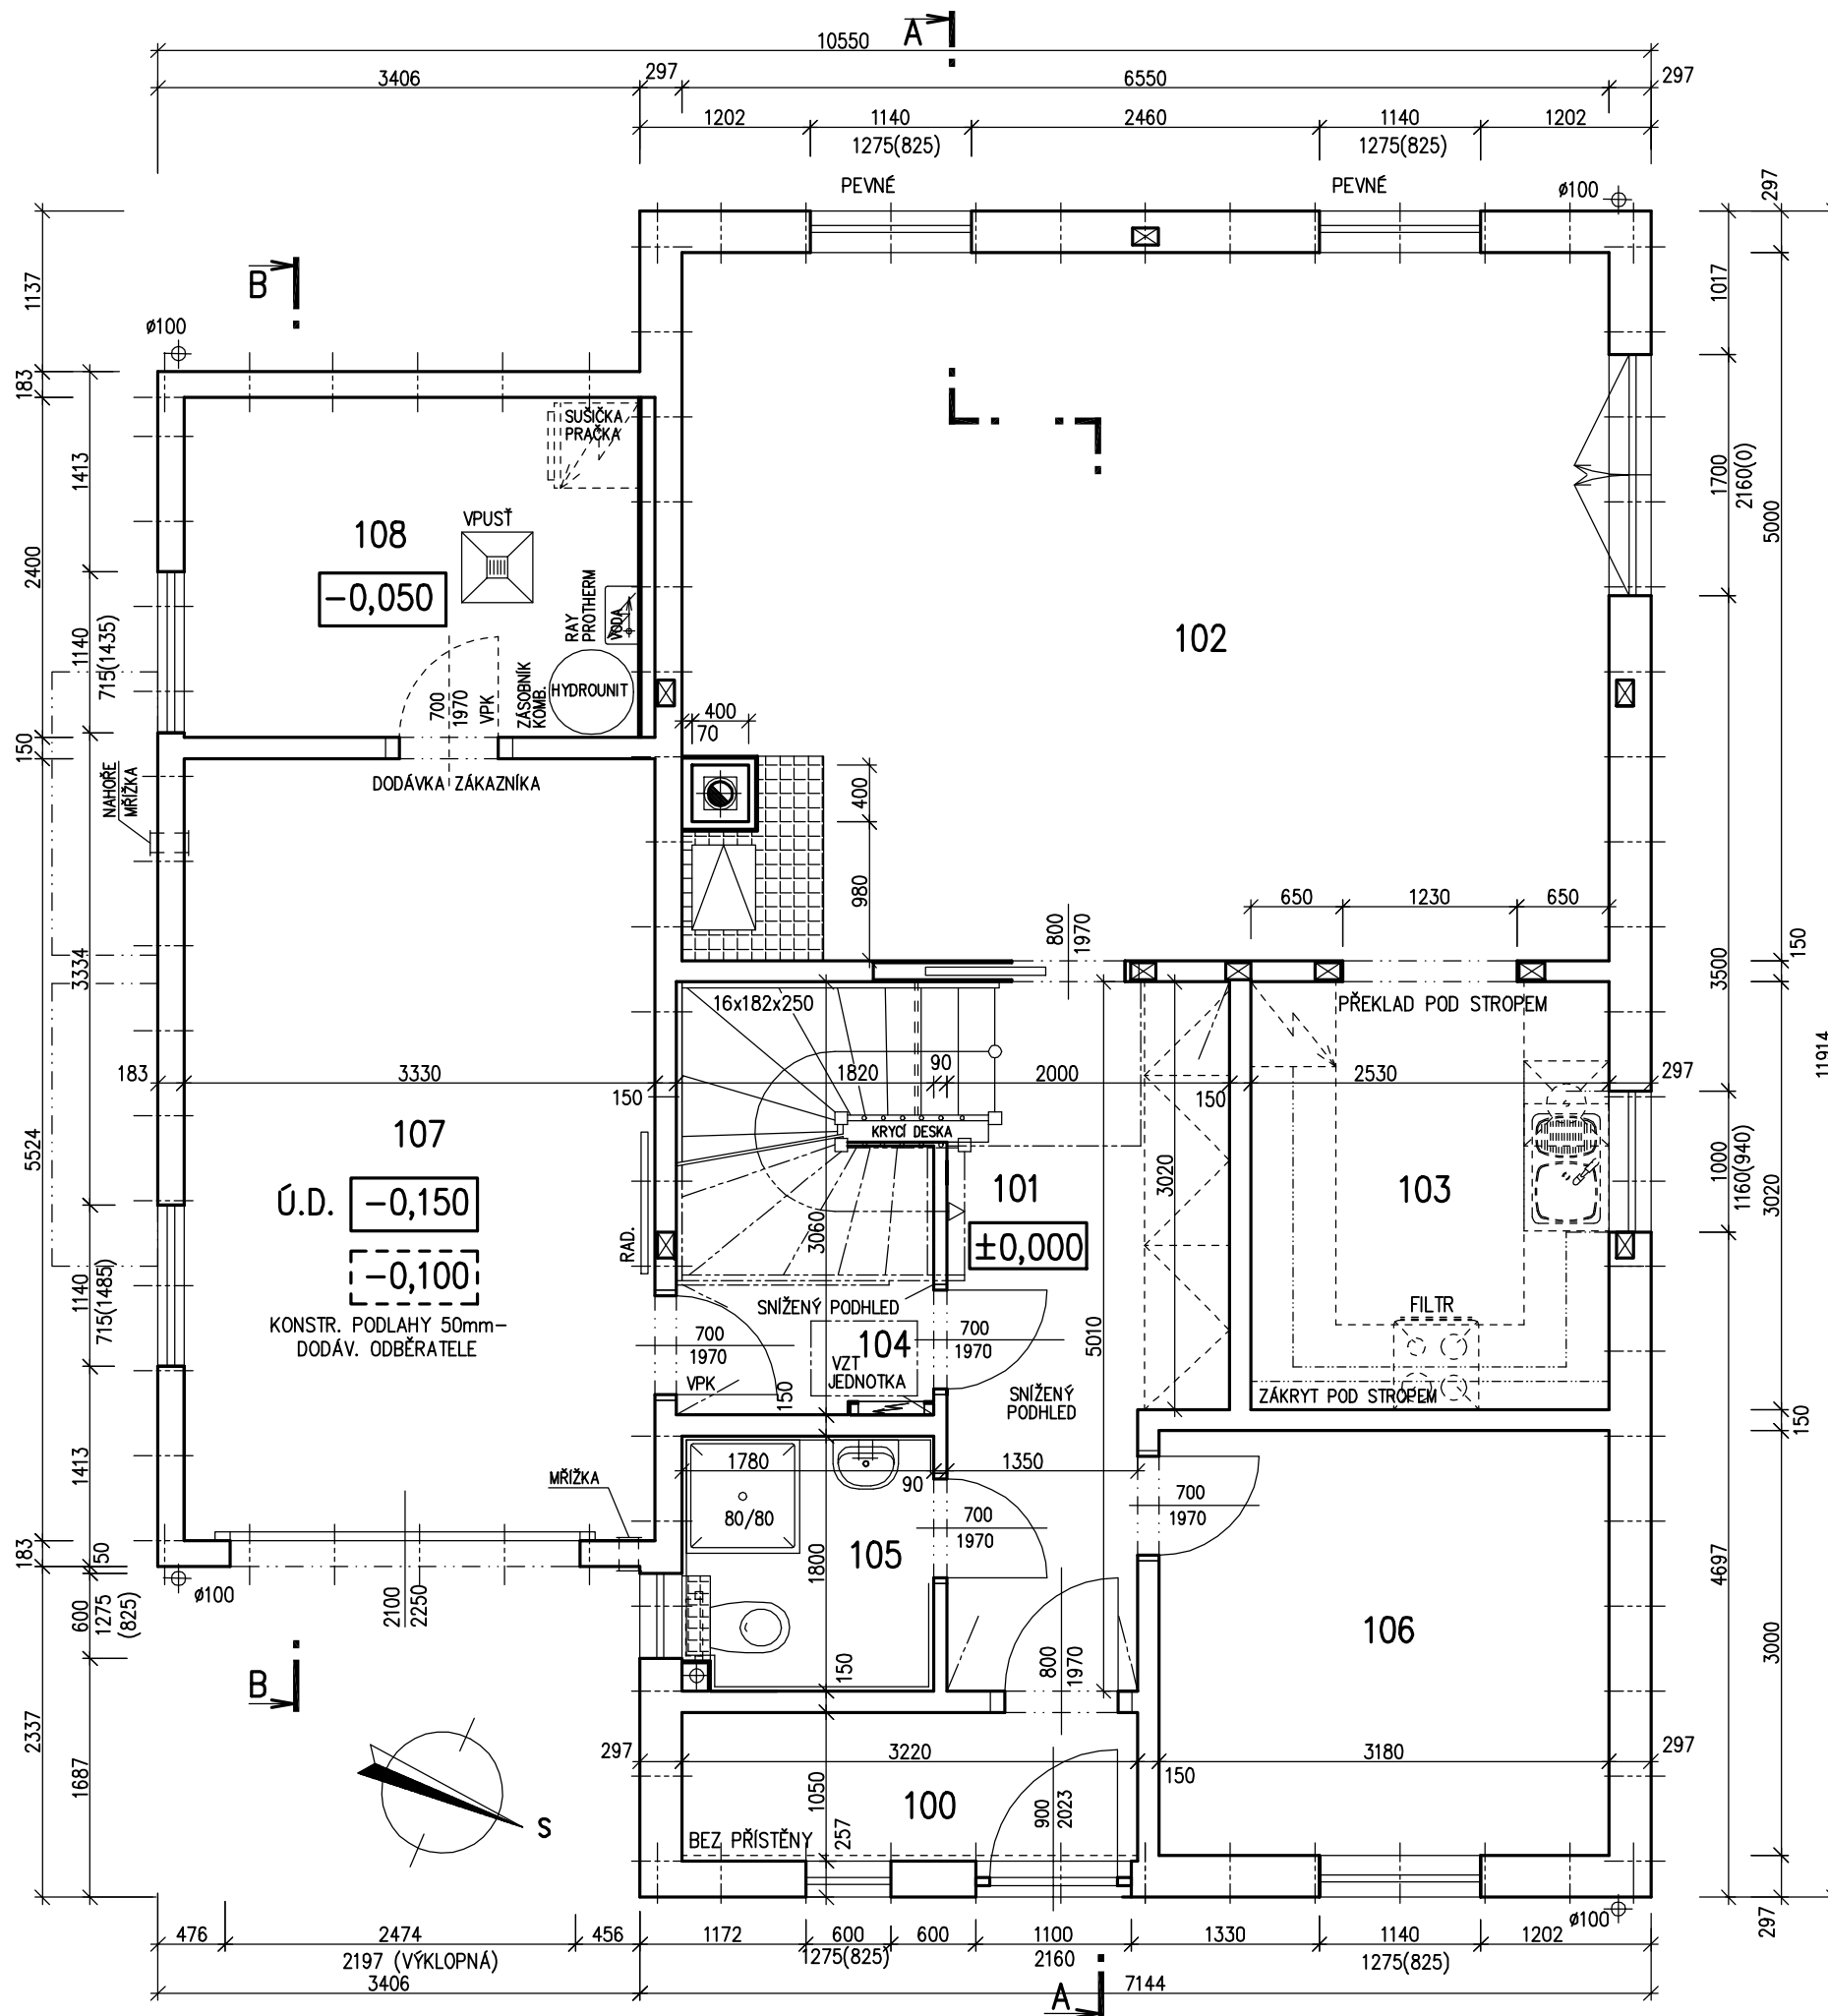 A
10550
3406
297
6550
297
1202
1140
2460
1140
1202
1275(825)
1275(825)
PEVNÉ
PEVNÉ
ø100
297
B
1137
1017
ø100
183
SUŠIČKA
PRAČKA
1413
1700
2160(0)
5000
VPUSŤ
108
2400
-0,050
RAY
PROTHERM
VODA
1140
715(1435)
102
HYDROUNIT
ZÁSOBNÍK
KOMB.
700
1970
VPK
400
70
150
DODÁVKA ZÁKAZNÍKA
NAHOŘE
MŘÍŽKA
400
980
650
1230
650
800
1970
150
3334
3500
16x182x250
PŘEKLAD POD STROPEM
11914
183
3330
1820
90
2000
2530
297
150
150
107
KRYCÍ DESKA
5524
101
103
3020
1000
1160(940)
3020
Ú.D.
-0,150
3060
±0,000
-0,100
RAD.
1140
715(1485)
KONSTR. PODLAHY 50mm-
DODÁV. ODBĚRATELE
SNÍŽENÝ PODHLED
FILTR
700
1970
VPK
104
VZT
JEDNOTKA
700
1970
5010
150
SNÍŽENÝ
PODHLED
ZÁKRYT POD STROPEM
150
1413
MŘÍŽKA
1780
90
1350
700
1970
80/80
700
1970
183
50
105
1800
4697
600
1275
(825)
ø100
2100
2250
106
3000
B
150
800
1970
2337
1687
297
3220
3180
297
150
1050
S
100
900
2023
BEZ PŘÍSTĚNY
257
ø100
297
476
2474
456
1172
600
600
1100
1330
1140
1202
2197 (VÝKLOPNÁ)
1275(825)
2160
1275(825)
3406
7144
A